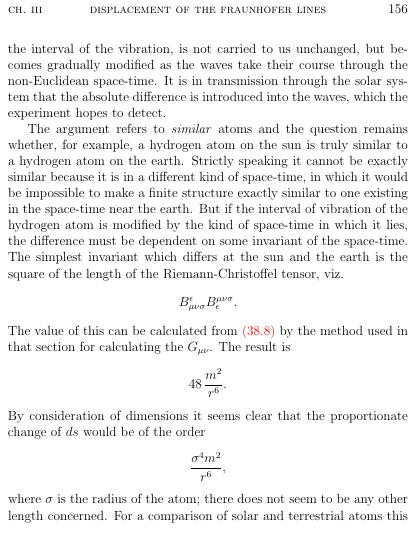 CH. III DISPLACEMENT OF THE FRAUNHOFER LINES 156
the interval of the vibration, is not carried to us unchanged, but be-
comes gradually modified as the waves take their course through the
non-Euclidean space-time. It is in transmission through the solar sys-
tem that the absolute difference is introduced into the waves, which the
experiment hopes to detect.
The argument refers to similar atoms and the question remains
whether, for example, a hydrogen atom on the sun is truly similar to
a hydrogen atom on the earth. Strictly speaking it cannot be exactly
similar because it is in a different kind of space-time, in which it would
be impossible to make a finite structure exactly similar to one existing
in the space-time near the earth. But if the interval of vibration of the
hydrogen atom is modified by the kind of space-time in which it lies,
the difference must be dependent on some invariant of the space-time.
The simplest invariant which differs at the sun and the earth is the
square of the length of the Riemann-Christoffel tensor, viz.
$B^{\epsilon}_{\mu\nu\sigma} B^{\mu\nu\sigma}_{\epsilon}.$
The value of this can be calculated from (38.8) by the method used in
that section for calculating the $G_{\mu\nu}$. The result is
$48 \frac{m^2}{r^6}.$
By consideration of dimensions it seems clear that the proportionate
change of ds would be of the order
$\frac{\sigma^4 m^2}{r^6},$
where σ is the radius of the atom; there does not seem to be any other
length concerned. For a comparison of solar and terrestrial atoms this